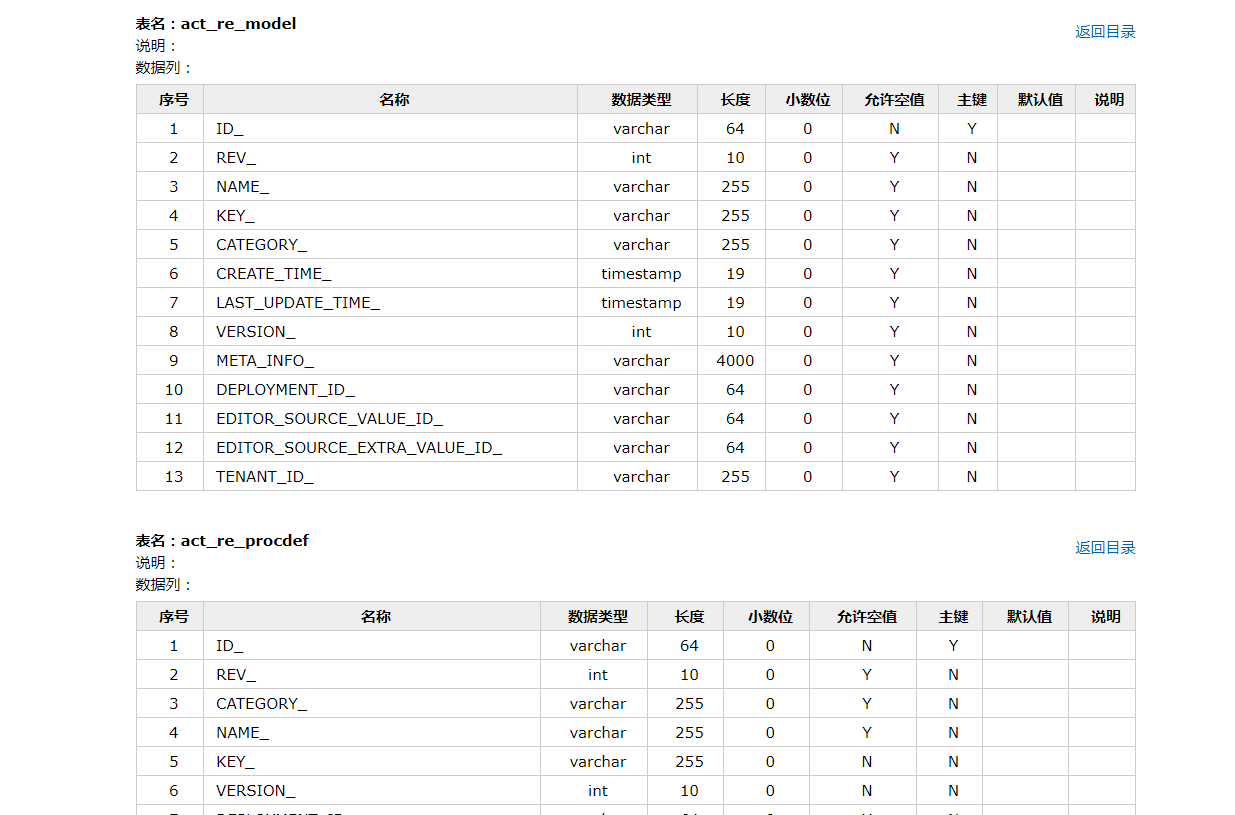 表名：act_re_model
返回目录
说明：
数据列：
序号 名称 数据类型 长度 小数位 允许空值 主键 默认值 说明
1 ID_ varchar 64 0 N Y
2 REV_ int 10 0 Y N
3 NAME_ varchar 255 0 Y N
4 KEY_ varchar 255 0 Y N
5 CATEGORY_ varchar 255 0 Y N
6 CREATE_TIME_ timestamp 19 0 Y N
7 LAST_UPDATE_TIME_ timestamp 19 0 Y N
8 VERSION_ int 10 0 Y N
9 META_INFO_ varchar 4000 0 Y N
10 DEPLOYMENT_ID_ varchar 64 0 Y N
11 EDITOR_SOURCE_VALUE_ID_ varchar 64 0 Y N
12 EDITOR_SOURCE_EXTRA_VALUE_ID_ varchar 64 0 Y N
13 TENANT_ID_ varchar 255 0 Y N
表名：act_re_procdef
返回目录
说明：
数据列：
序号 名称 数据类型 长度 小数位 允许空值 主键 默认值 说明
1 ID_ varchar 64 0 N Y
2 REV_ int 10 0 Y N
3 CATEGORY_ varchar 255 0 Y N
4 NAME_ varchar 255 0 Y N
5 KEY_ varchar 255 0 N N
6 VERSION_ int 10 0 N N